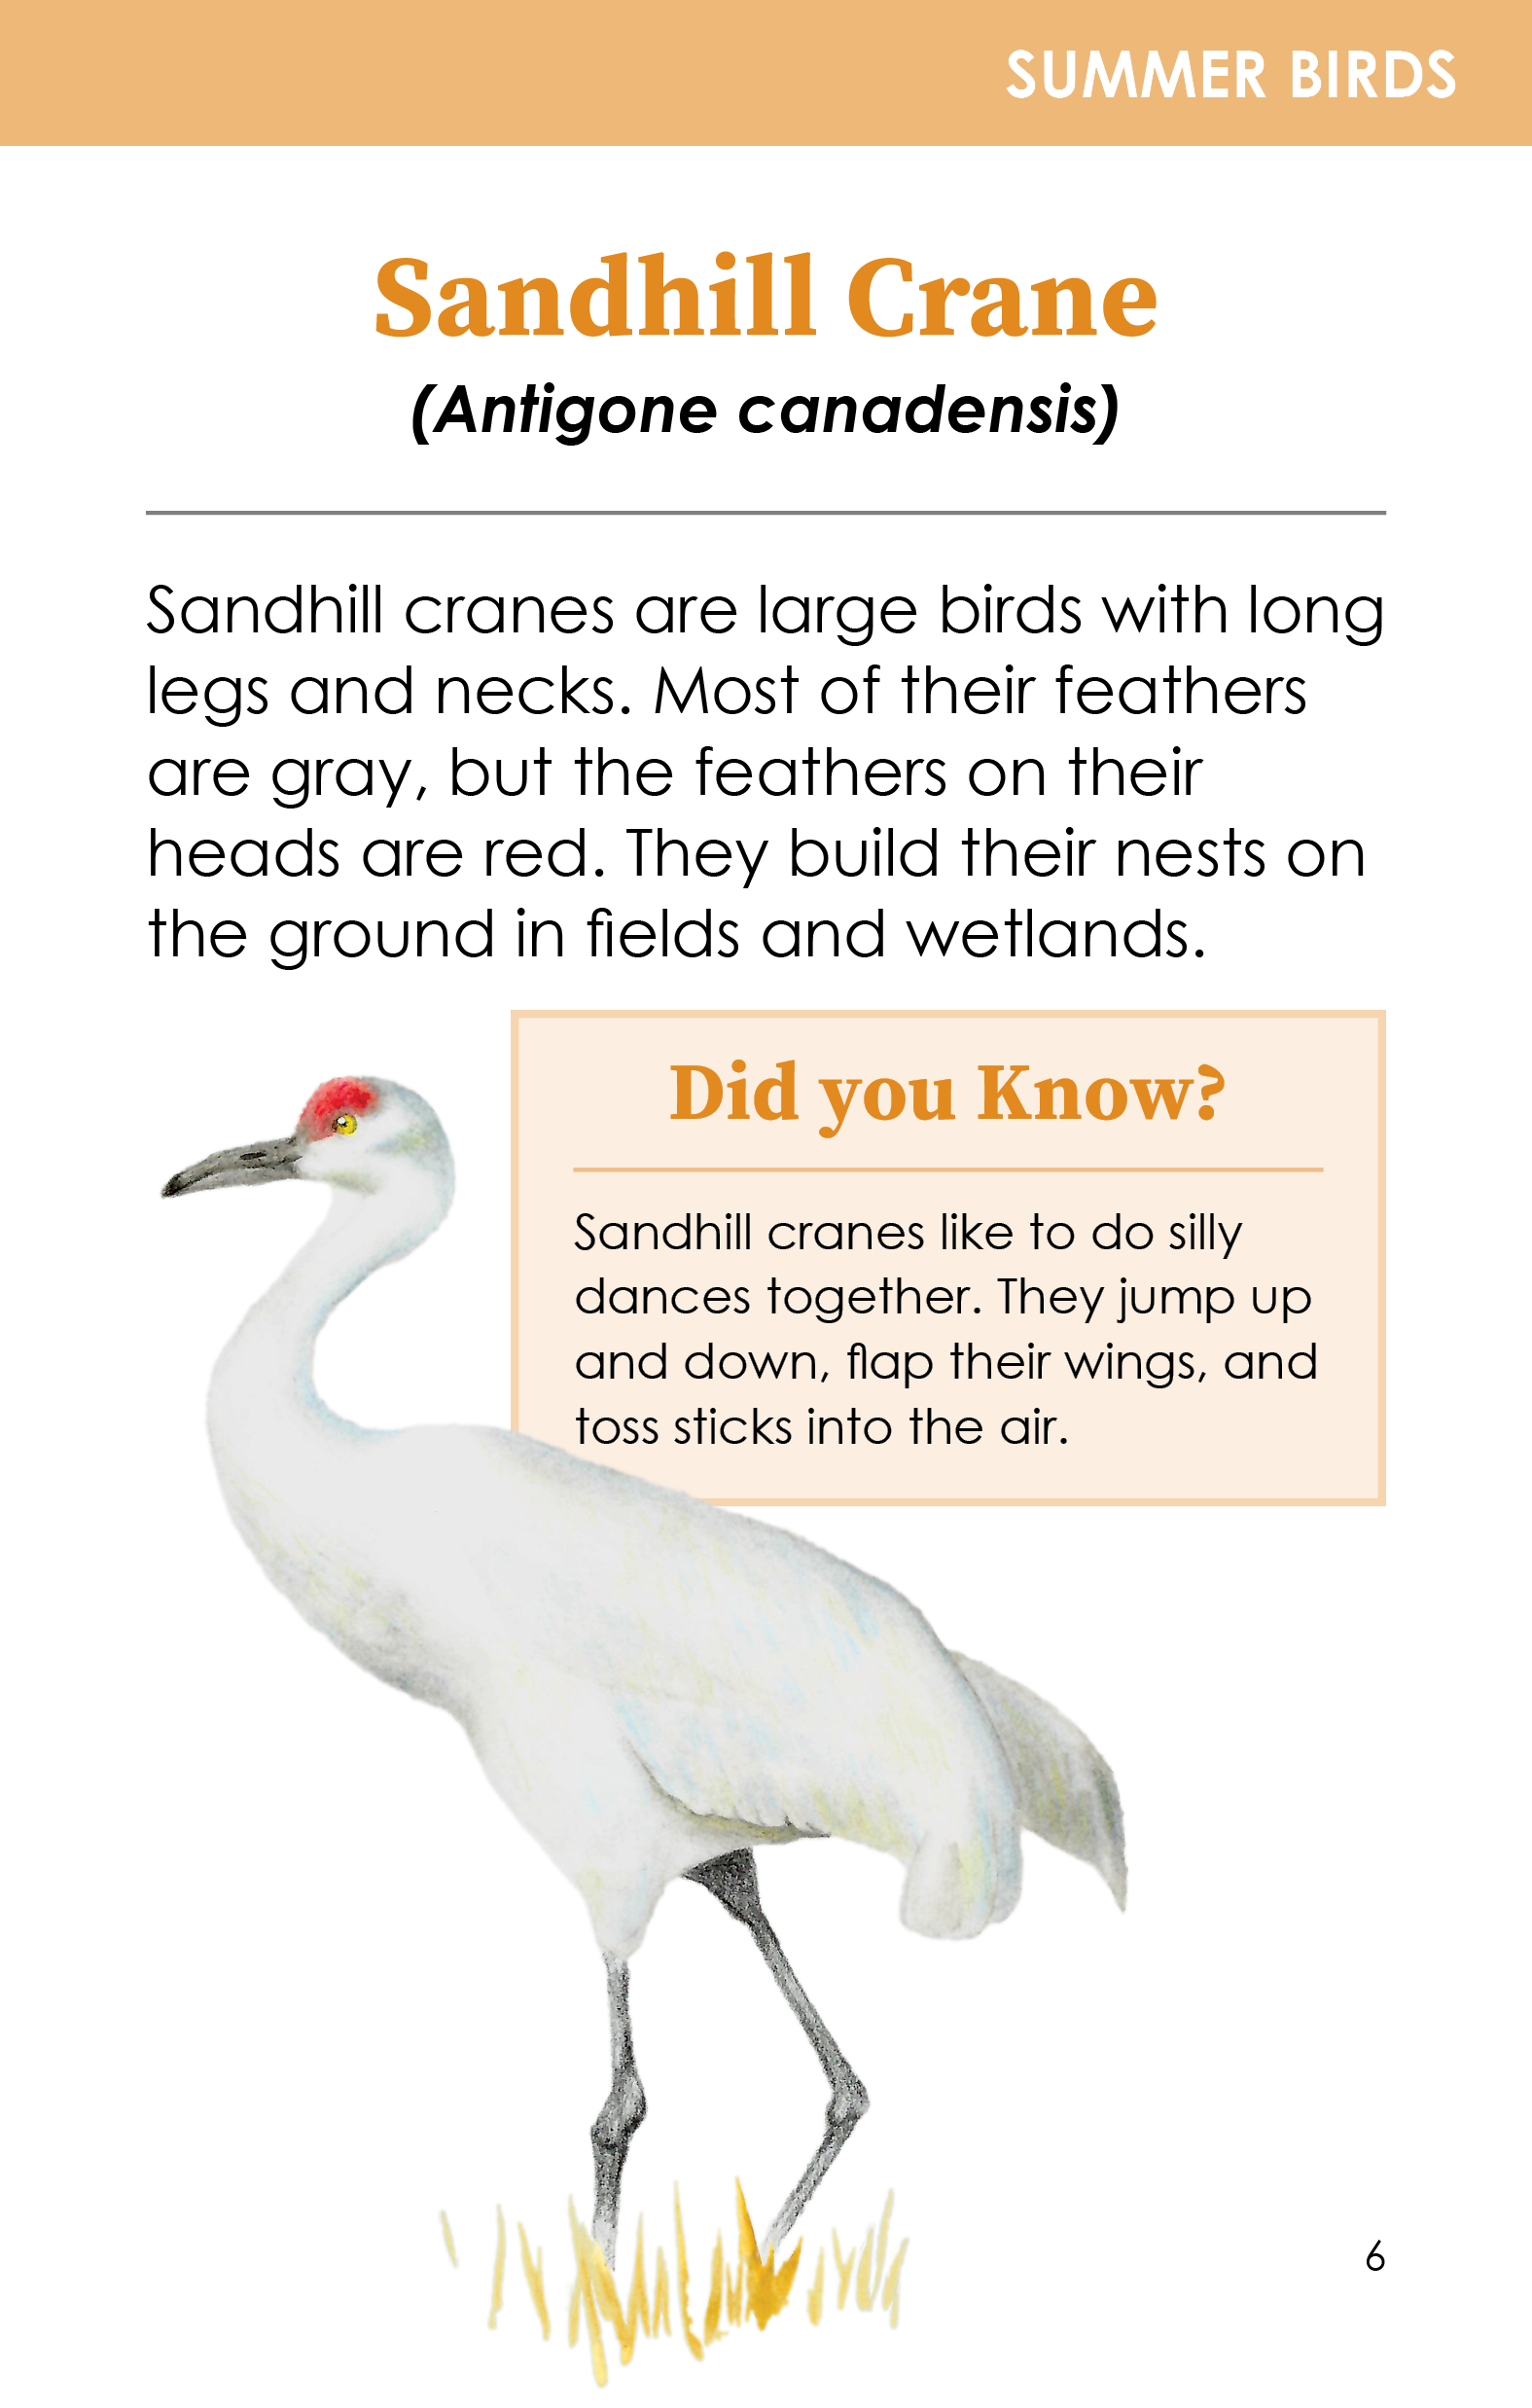 SUMMER BIRDS
Sandhill Crane
(Antigone canadensis)
Sandhill cranes are large birds with long
legs and necks. Most of their feathers
are gray, but the feathers on their
heads are red. They build their nests on
the ground in fields and wetlands.
Did you Know?
Sandhill cranes like to do silly
dances together. They jump up
and down, flap their wings, and
toss sticks into the air.
6